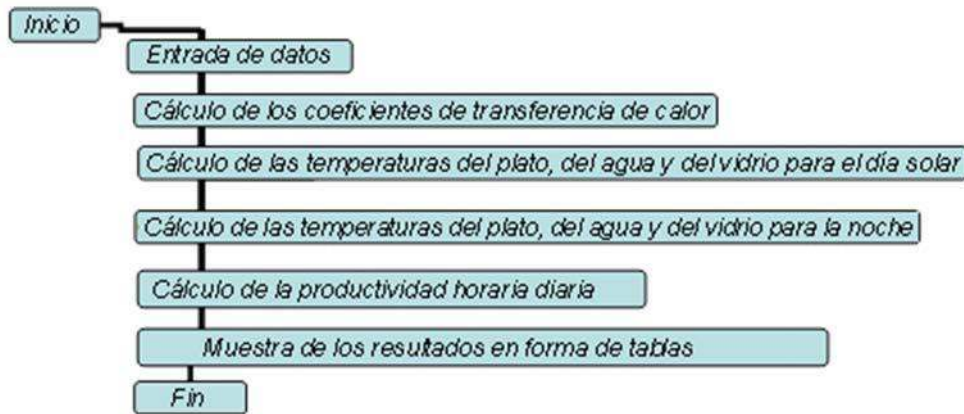 Inicio
Entrada de datos
Cálculo de los coeficientes de transferencia de calor
Cálculo de las temperaturas del plato, del agua y del vidrio para el día solar
Cálculo de las temperaturas del plato, del agua y del vidrio para la noche
Cálculo de la productividad horaria diaria
Muestra de los resultados en forma de tablas
Fin